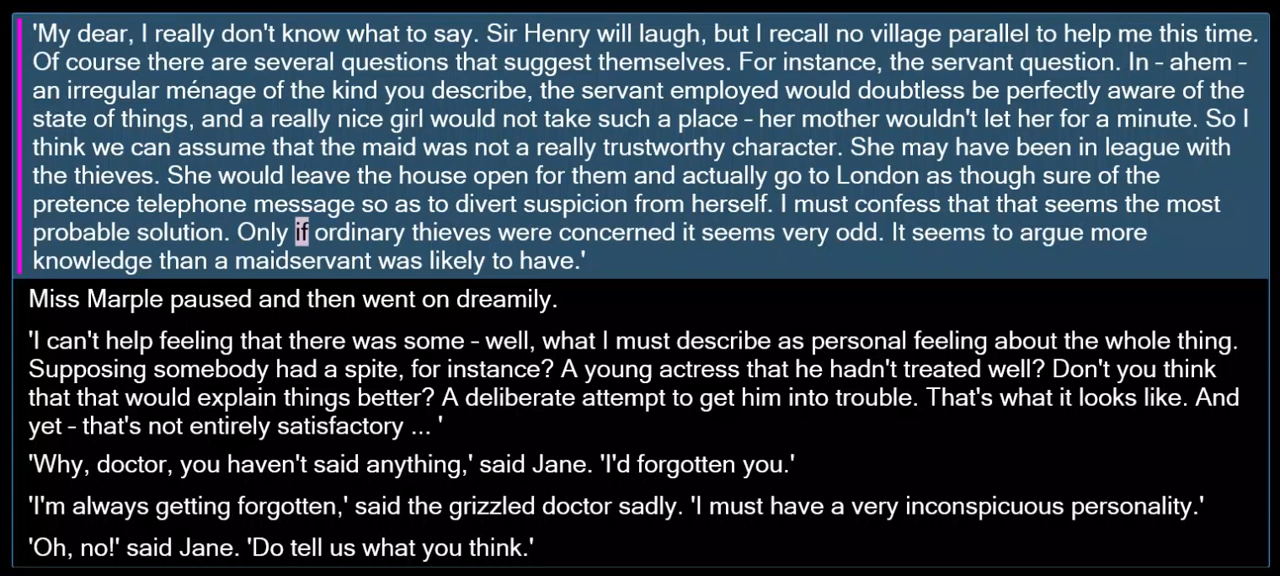 'My dear, I really don't know what to say. Sir Henry will laugh, but I recall no village parallel to help me this time.
Of course there are several questions that suggest themselves. For instance, the servant question. In - ahem -
an irregular ménage of the kind you describe, the servant employed would doubtless be perfectly aware of the
state of things, and a really nice girl would not take such a place - her mother wouldn't let her for a minute. So I
think we can assume that the maid was not a really trustworthy character. She may have been in league with
the thieves. She would leave the house open for them and actually go to London as though sure of the
pretence telephone message so as to divert suspicion from herself. I must confess that that seems the most
probable solution. Only if ordinary thieves were concerned it seems very odd. It seems to argue more
knowledge than a maidservant was likely to have.'
Miss Marple paused and then went on dreamily.
'I can't help feeling that there was some - well, what I must describe as personal feeling about the whole thing.
Supposing somebody had a spite, for instance? A young actress that he hadn't treated well? Don't you think
that that would explain things better? A deliberate attempt to get him into trouble. That's what it looks like. And
yet - that's not entirely satisfactory ... '
'Why, doctor, you haven't said anything,' said Jane. 'I'd forgotten you.'
'I'm always getting forgotten,' said the grizzled doctor sadly. 'I must have a very inconspicuous personality.'
'Oh, no!' said Jane. 'Do tell us what you think.'